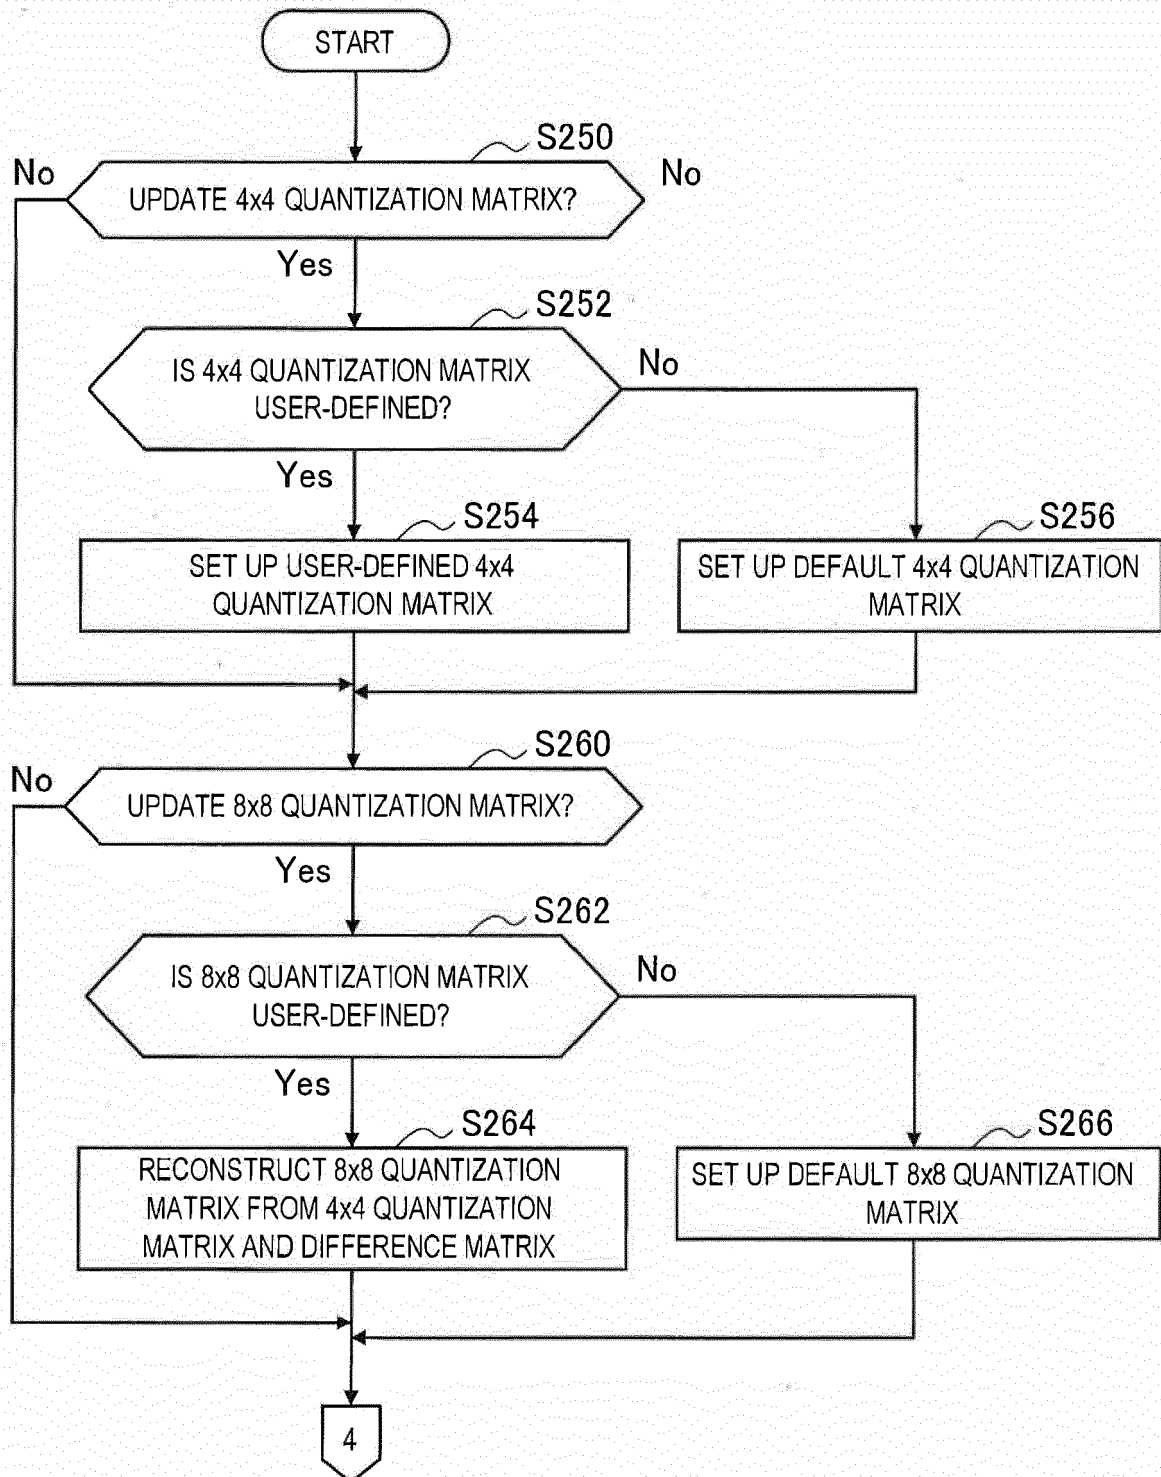 START
S250
No
No
UPDATE 4x4 QUANTIZATION MATRIX?
Yes
S252
IS 4x4 QUANTIZATION MATRIX
USER-DEFINED?
No
Yes
S254
SET UP USER-DEFINED 4x4
QUANTIZATION MATRIX
S256
SET UP DEFAULT 4x4 QUANTIZATION
MATRIX
S260
No
UPDATE 8x8 QUANTIZATION MATRIX?
Yes
S262
IS 8x8 QUANTIZATION MATRIX
USER-DEFINED?
No
Yes
S264
RECONSTRUCT 8x8 QUANTIZATION
MATRIX FROM 4x4 QUANTIZATION
MATRIX AND DIFFERENCE MATRIX
S266
SET UP DEFAULT 8x8 QUANTIZATION
MATRIX
4